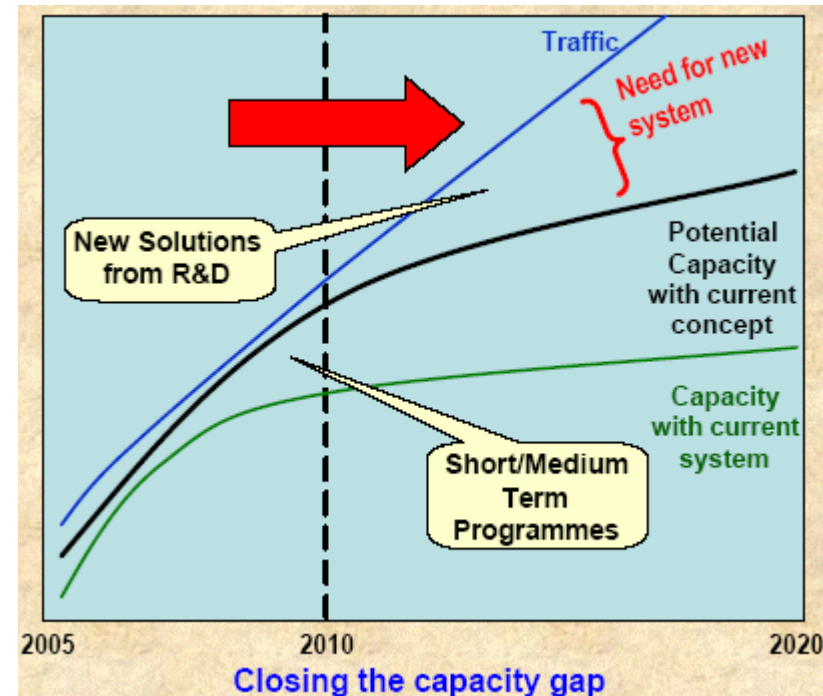 Traffic
Need for new
system
New Solutions
from R&D
Potential
Capacity
with current
concept
Capacity
with current
system
Short/Medium
Term
Programmes
2005
2010
2020
Closing the capacity gap